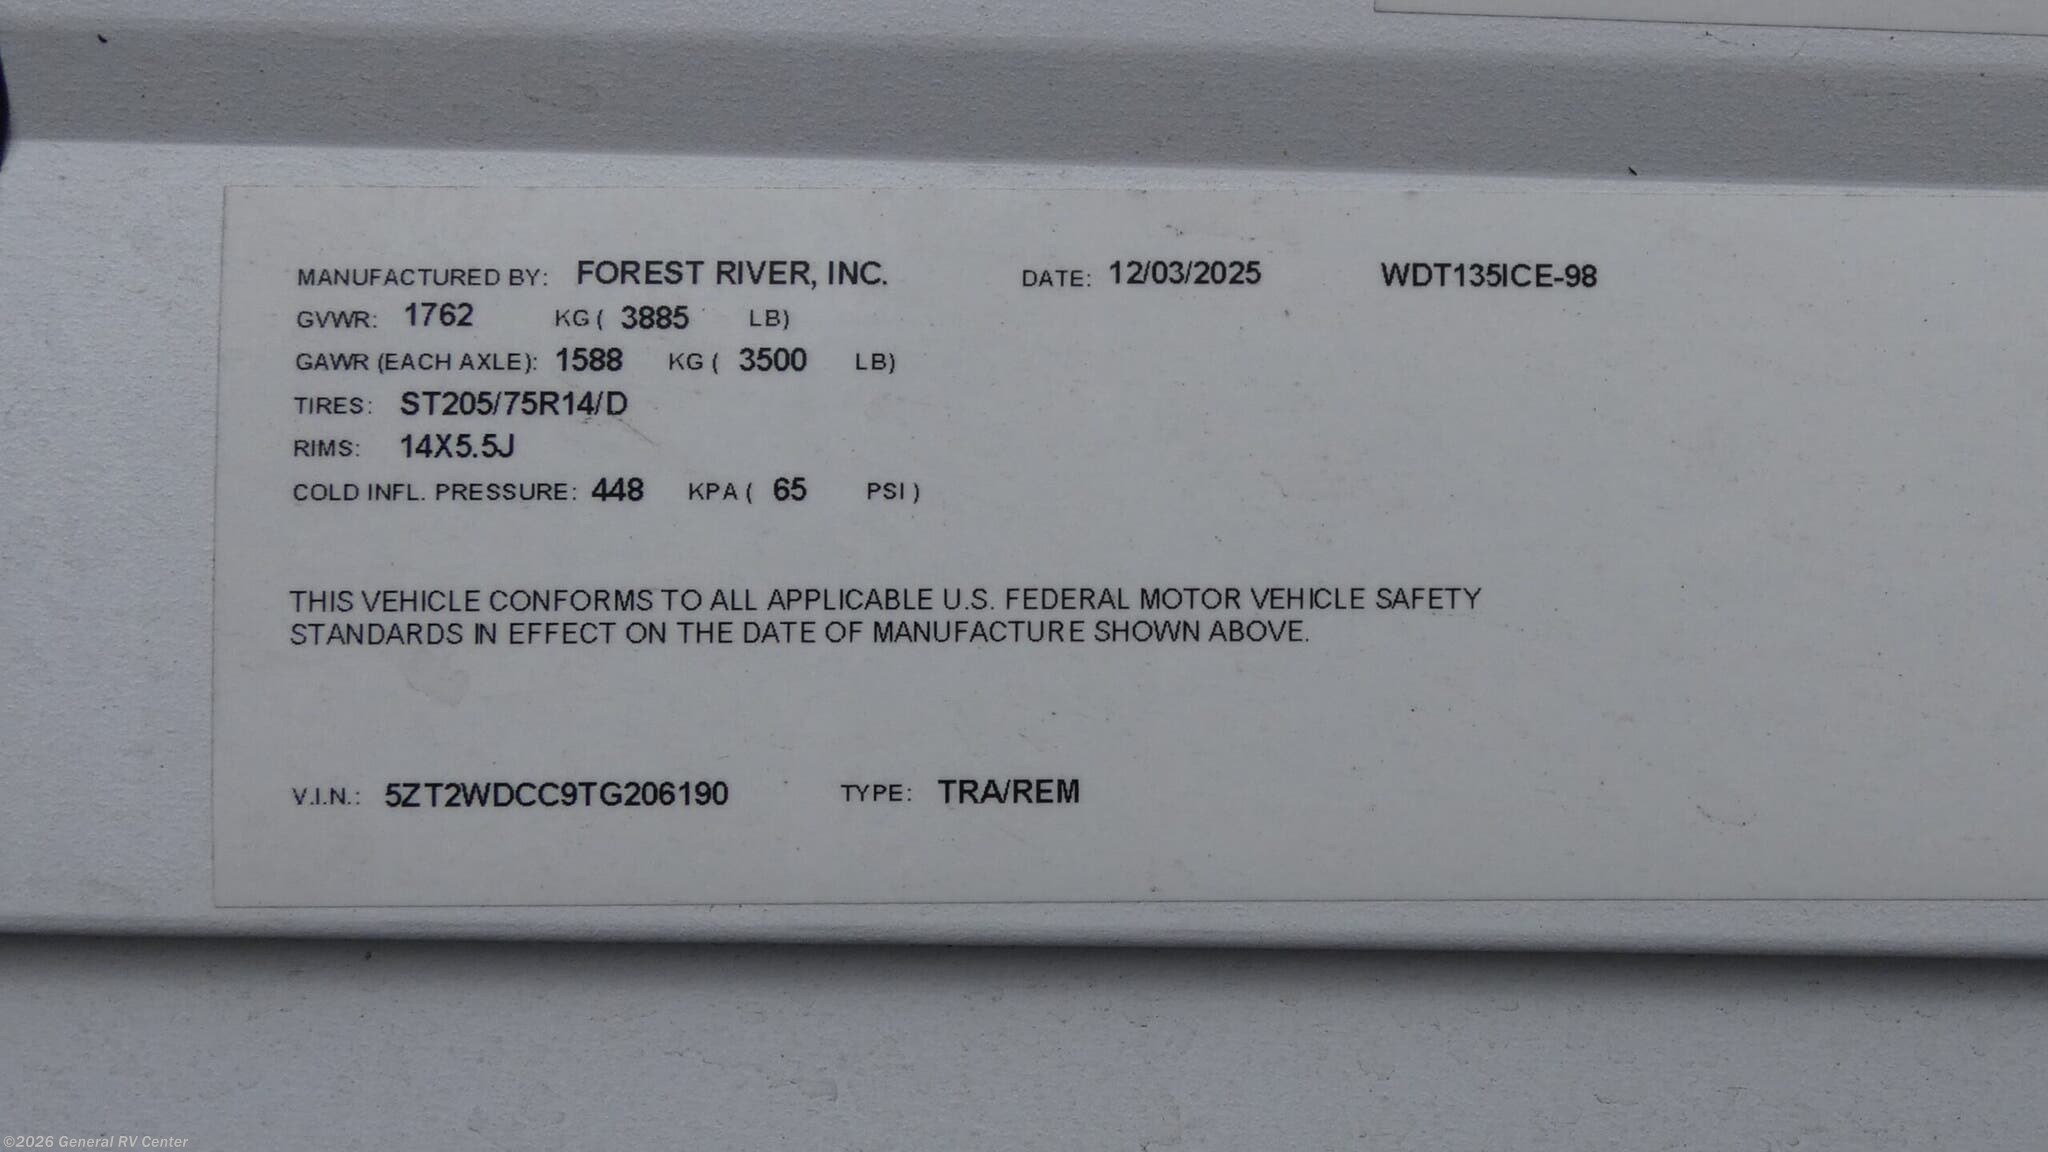 MANUFACTURED BY: FOREST RIVER, INC. DATE: 12/03/2025 WDT135ICE-98
GVWR: 1762 KG ( 3885 LB)
GAWR (EACH AXLE): 1588 KG ( 3500 LB)
TIRES: ST205/75R14/D
RIMS: 14X5.5J
COLD INFL. PRESSURE: 448 KPA ( 65 PSI )
THIS VEHICLE CONFORMS TO ALL APPLICABLE U.S. FEDERAL MOTOR VEHICLE SAFETY
STANDARDS IN EFFECT ON THE DATE OF MANUFACTURE SHOWN ABOVE.
V.I.N.: 5ZT2WDCC9TG206190 TYPE: TRA/REM
©2026 General RV Center